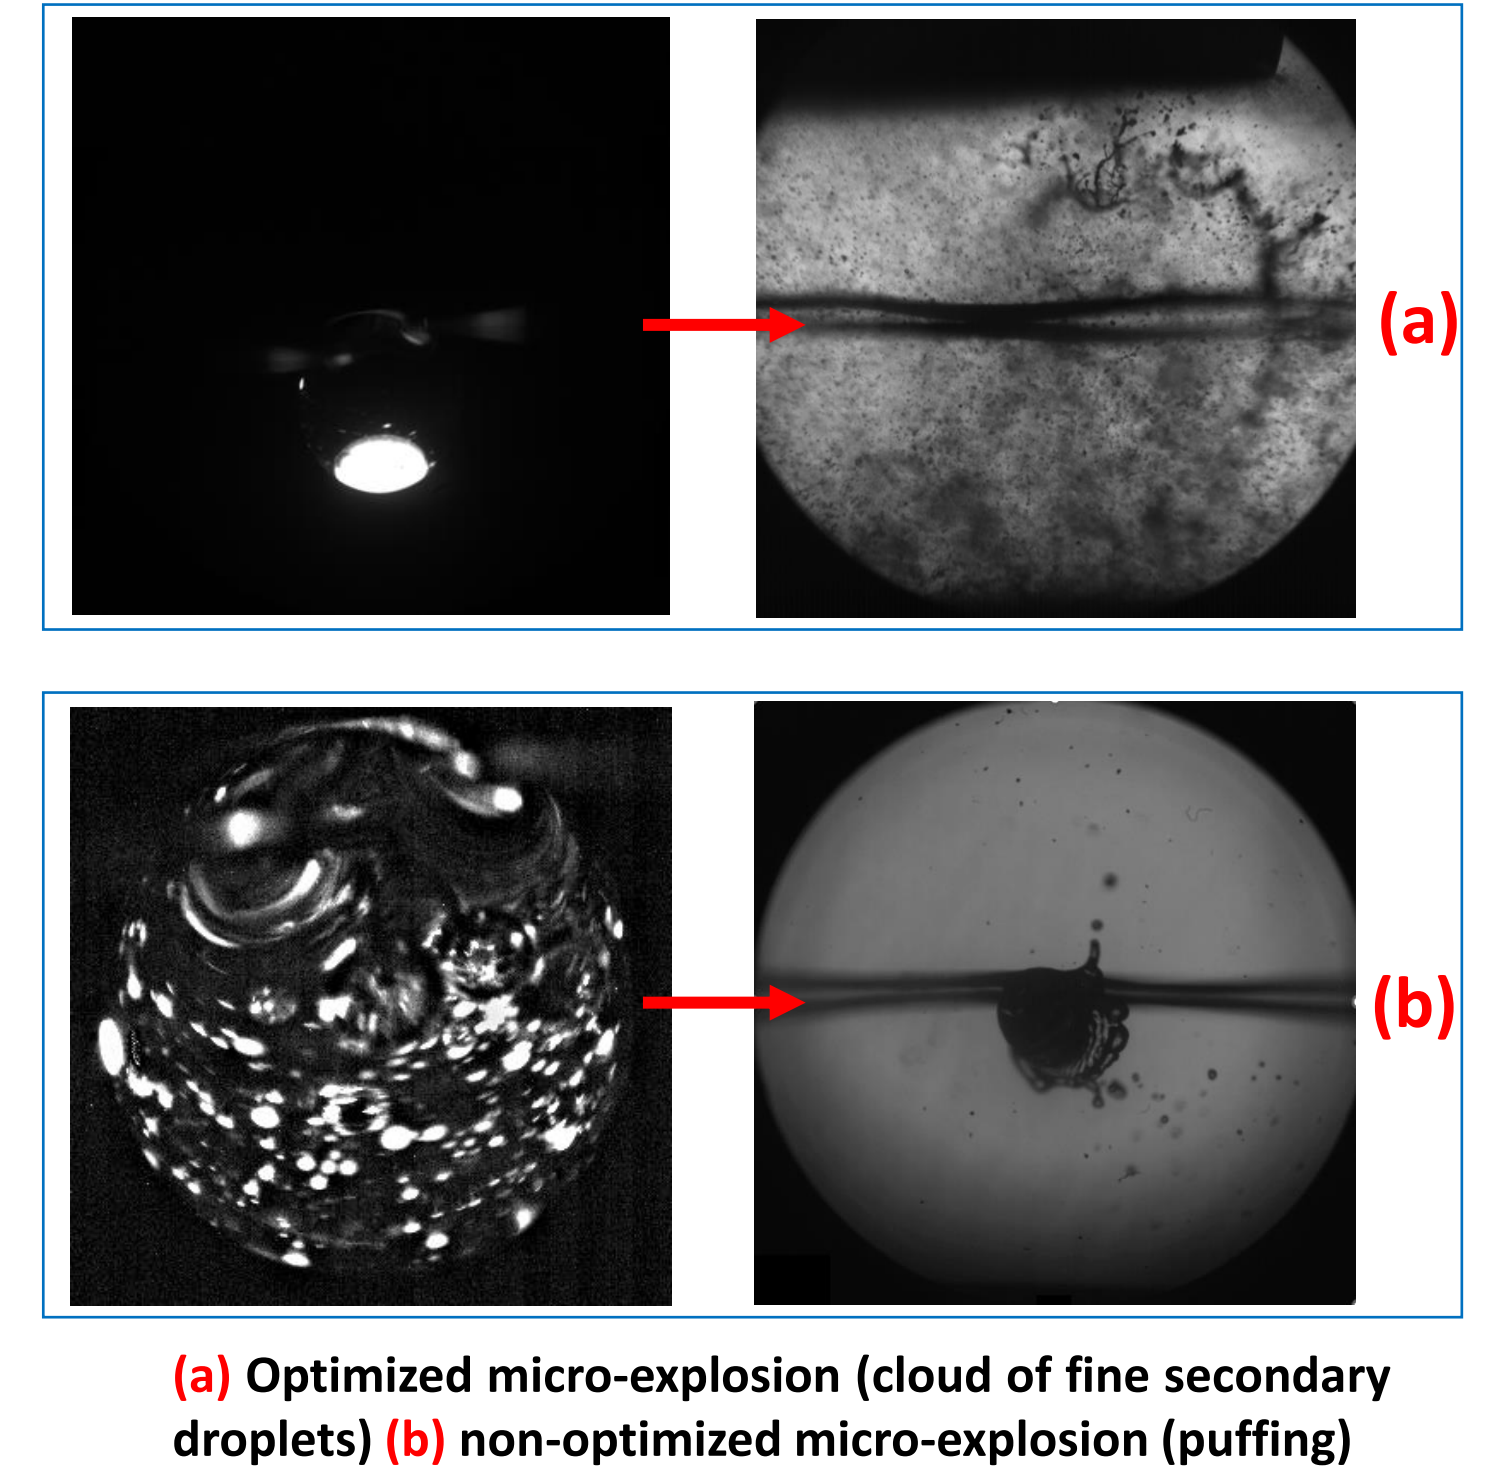 (a)
(b)
(a) Optimized micro-explosion (cloud of fine secondary
droplets) (b) non-optimized micro-explosion (puffing)